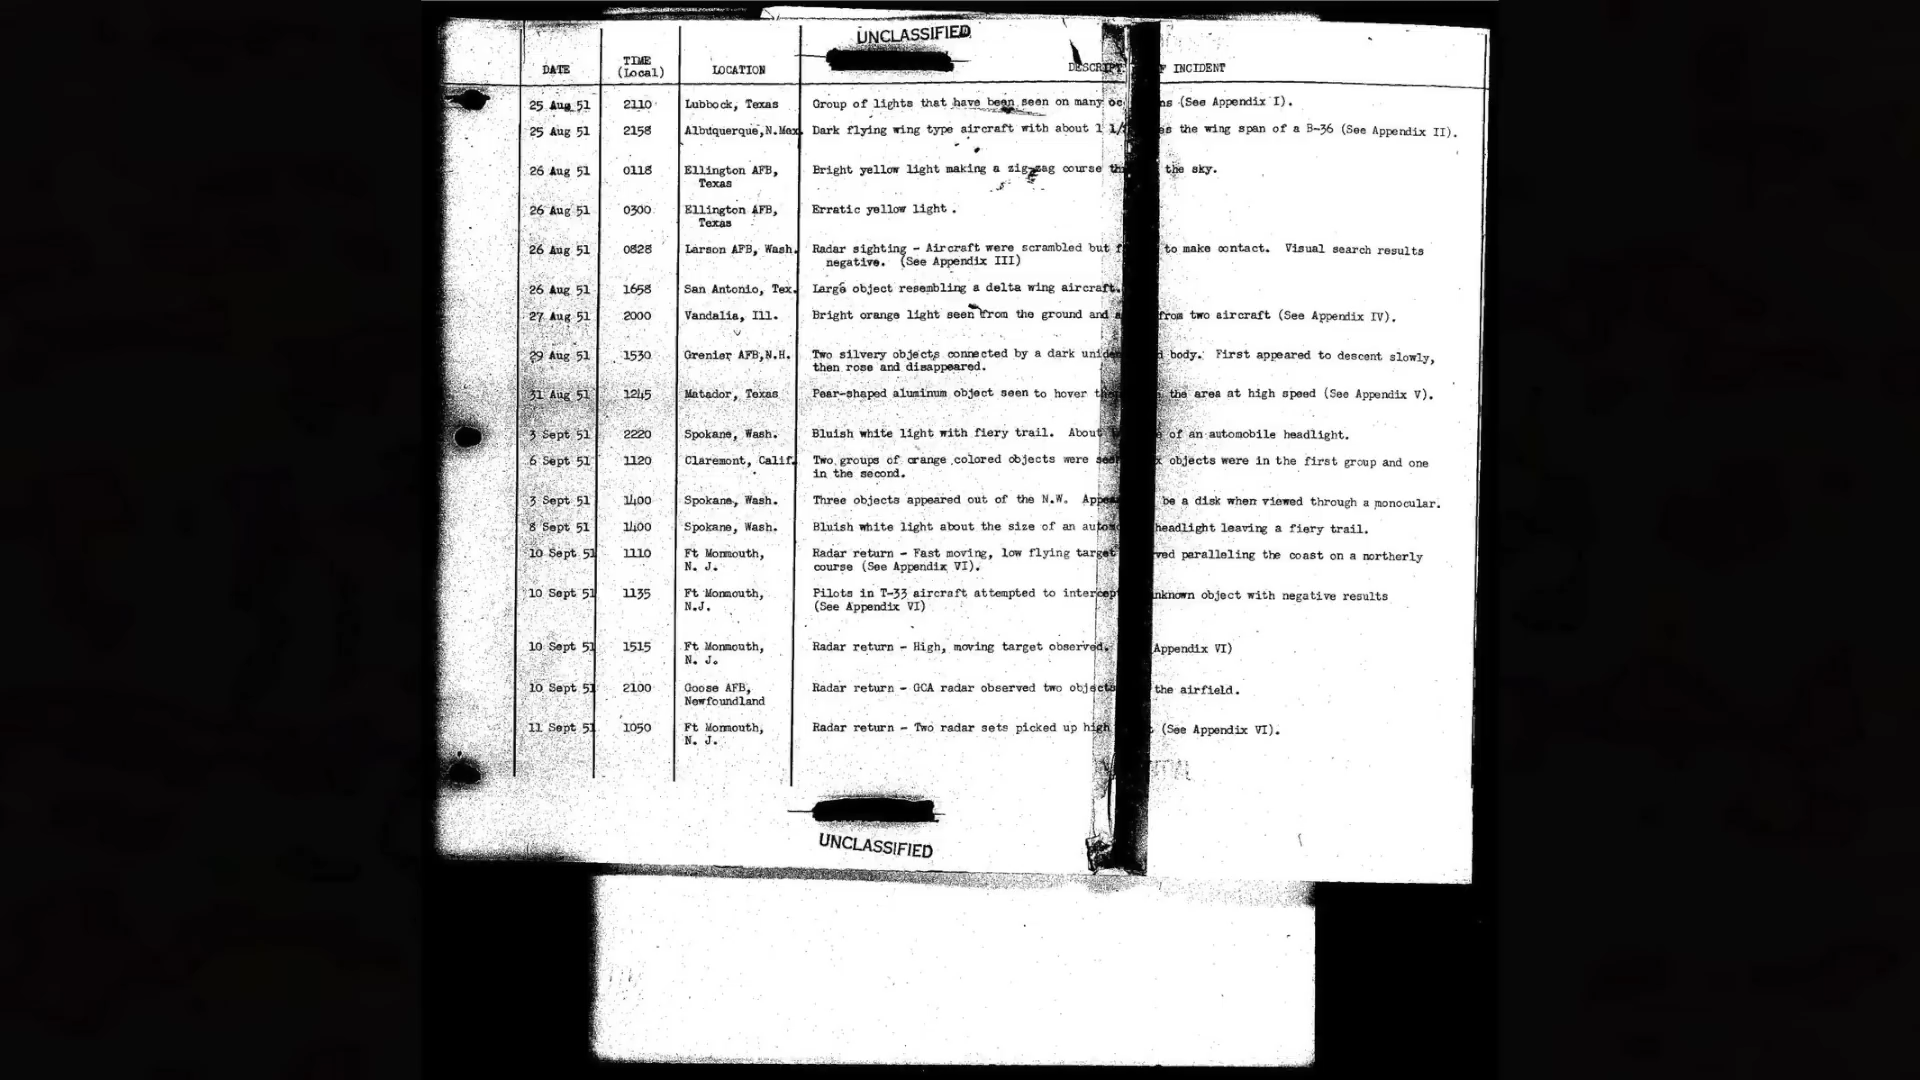 UNCLASSIFIED
DATE TIME (Local) LOCATION DESCRIPT F INCIDENT
25 Aug 51 2110 Lubbock, Texas Group of lights that have been seen on many oc ns (See Appendix I).
25 Aug 51 2158 Albuquerque,N.Mex. Dark flying wing type aircraft with about 1 1/ es the wing span of a B-36 (See Appendix II).
26 Aug 51 0118 Ellington AFB, Bright yellow light making a zigzag course th the sky.
Texas
26 Aug 51 0300 Ellington AFB, Erratic yellow light.
Texas
26 Aug 51 0828 Larson AFB, Wash. Radar sighting - Aircraft were scrambled but f to make contact. Visual search results
negative. (See Appendix III)
26 Aug 51 1658 San Antonio, Tex. Large object resembling a delta wing aircraft.
27 Aug 51 2000 Vandalia, Ill. Bright orange light seen from the ground and from two aircraft (See Appendix IV).
29 Aug 51 1530 Grenier AFB,N.H. Two silvery objects connected by a dark unide d body. First appeared to descent slowly,
then rose and disappeared.
31 Aug 51 1245 Matador, Texas Pear-shaped aluminum object seen to hover the area at high speed (See Appendix V).
3 Sept 51 2220 Spokane, Wash. Bluish white light with fiery trail. About of an automobile headlight.
6 Sept 51 1120 Claremont, Calif. Two groups of orange colored objects were seen x objects were in the first group and one
in the second.
3 Sept 51 1400 Spokane, Wash. Three objects appeared out of the N.W. Appea be a disk when viewed through a monocular.
8 Sept 51 1400 Spokane, Wash. Bluish white light about the size of an autom headlight leaving a fiery trail.
10 Sept 51 1110 Ft Monmouth, Radar return - Fast moving, low flying target ved paralleling the coast on a northerly
N. J. course (See Appendix VI).
10 Sept 51 1135 Ft Monmouth, Pilots in T-33 aircraft attempted to intercept nknown object with negative results
N.J. (See Appendix VI)
10 Sept 51 1515 Ft Monmouth, Radar return - High, moving target observed. Appendix VI)
N. J.
10 Sept 51 2100 Goose AFB, Radar return - GCA radar observed two objects the airfield.
Newfoundland
11 Sept 51 1050 Ft Monmouth, Radar return - Two radar sets picked up high (See Appendix VI).
N. J.
UNCLASSIFIED